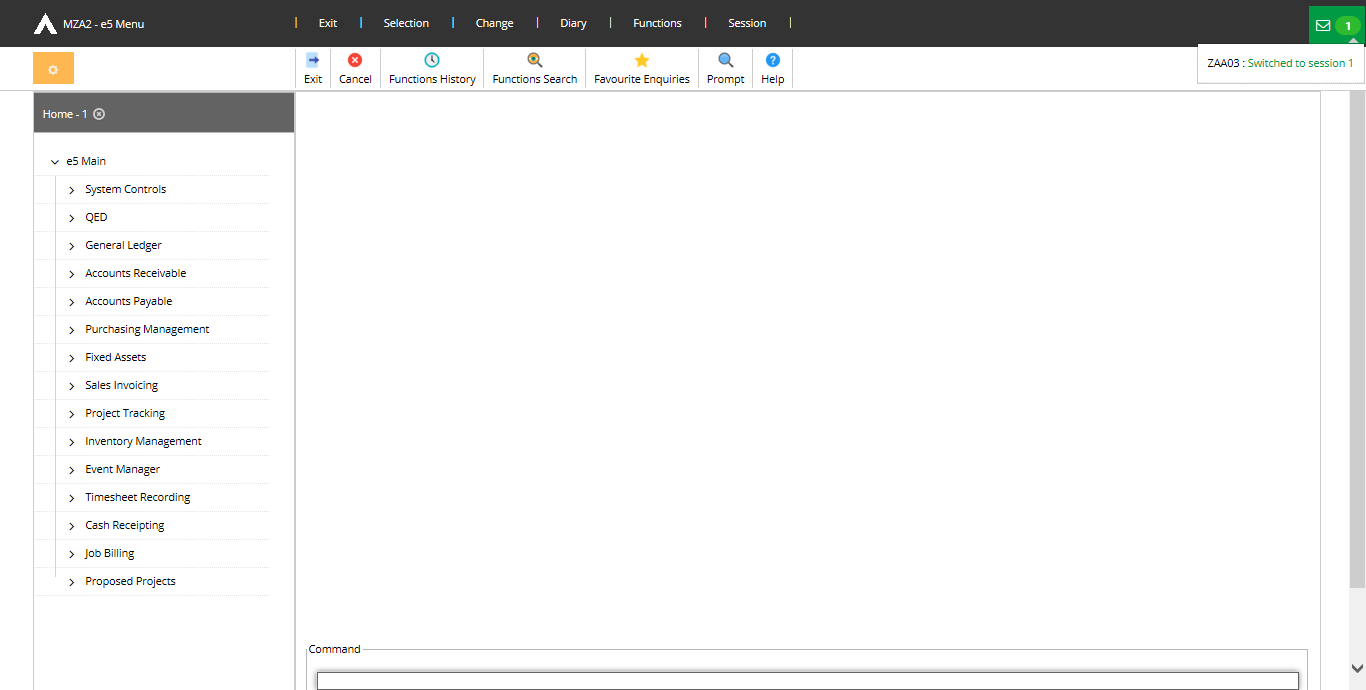 MZA2 - e5 Menu
Exit Selection Change Diary Functions Session
1
Exit Cancel Functions History Functions Search Favourite Enquiries Prompt Help
ZAA03 : Switched to session 1
Home - 1
e5 Main
System Controls
QED
General Ledger
Accounts Receivable
Accounts Payable
Purchasing Management
Fixed Assets
Sales Invoicing
Project Tracking
Inventory Management
Event Manager
Timesheet Recording
Cash Receipting
Job Billing
Proposed Projects
Command